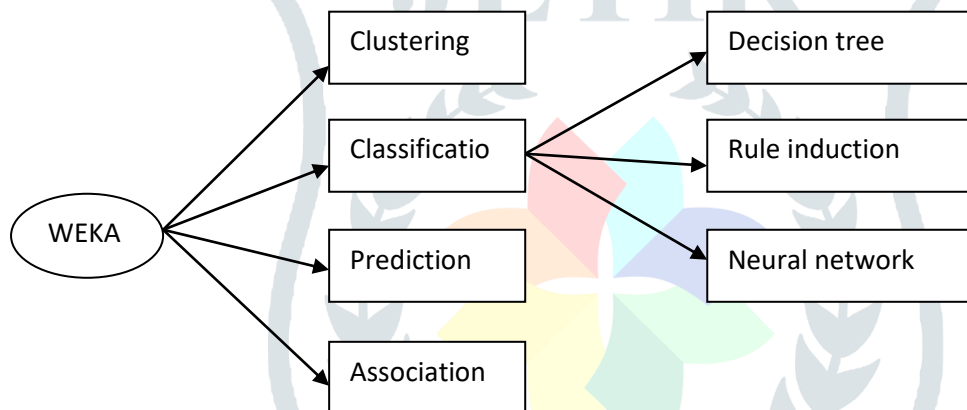 WEKA
Clustering
Classificatio
Prediction
Association
Decision tree
Rule induction
Neural network